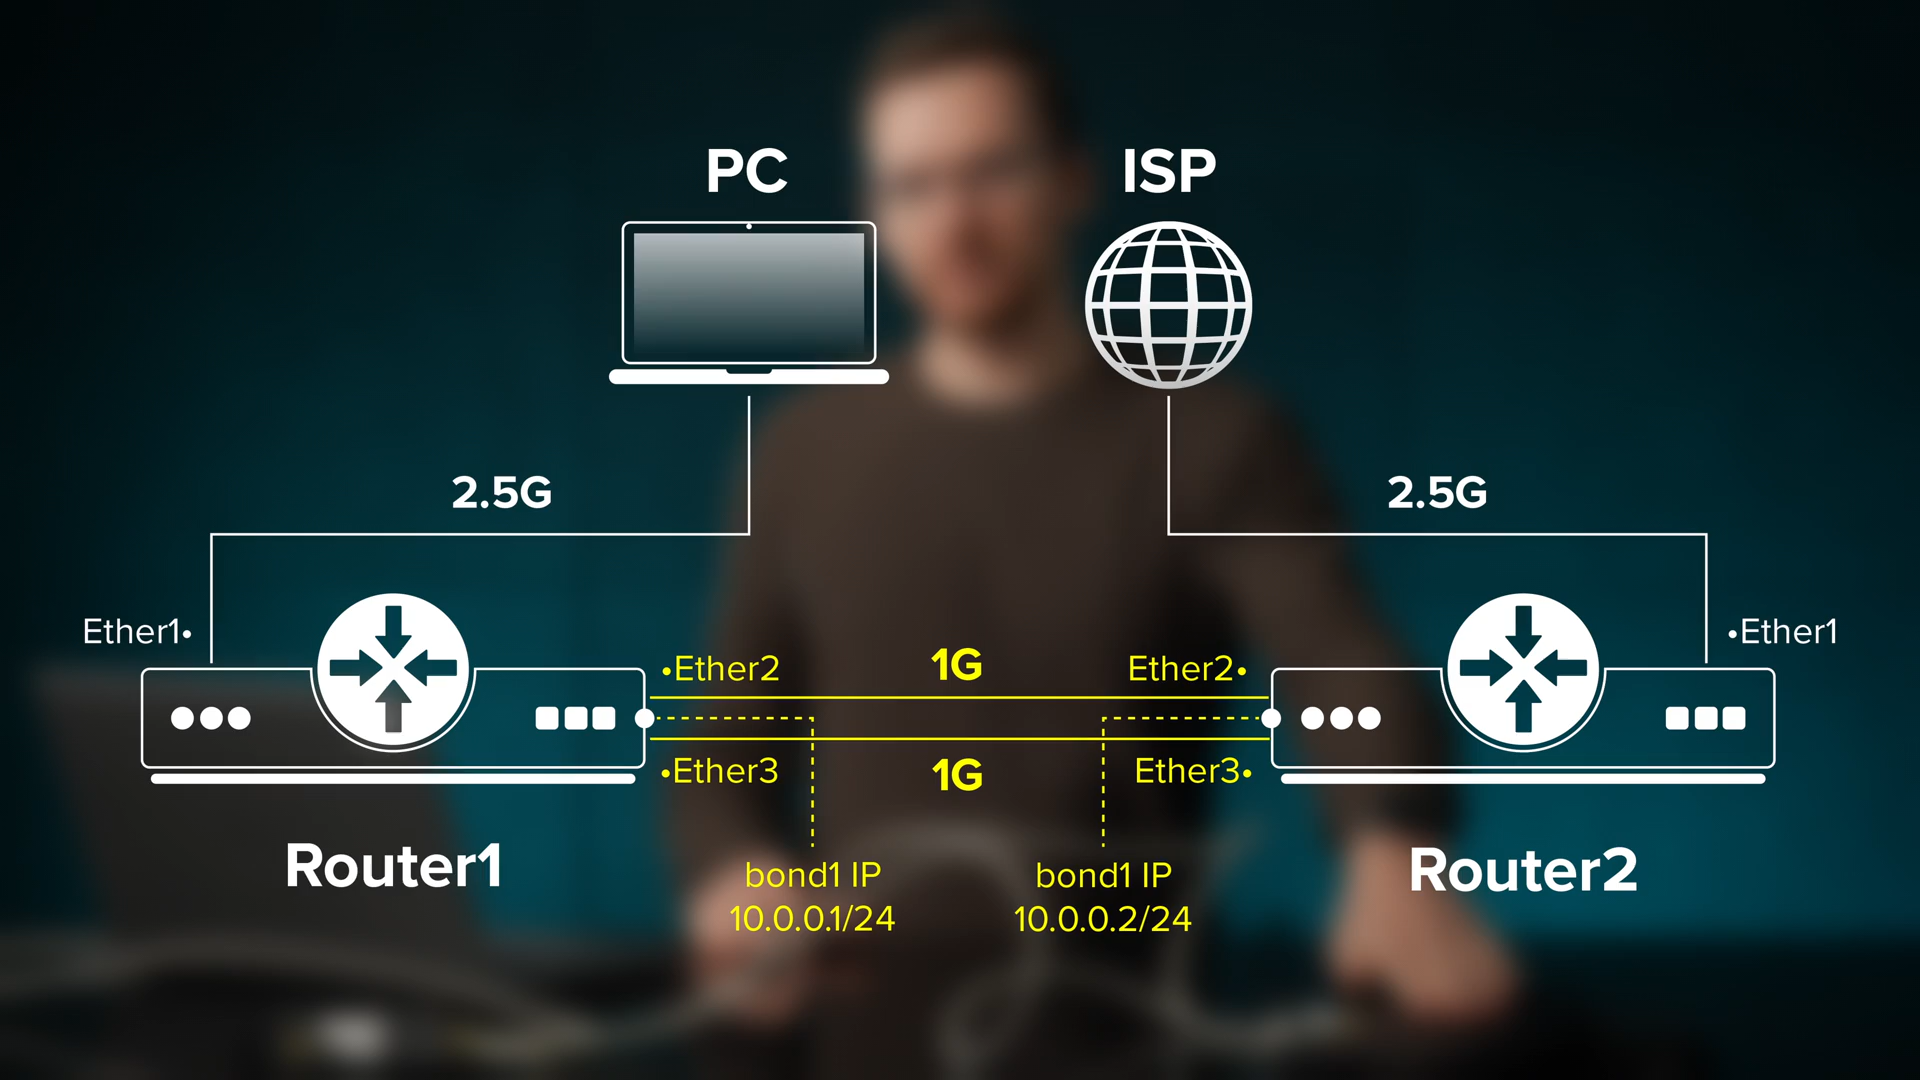 PC
ISP
2.5G
2.5G
Ether1•
•Ether1
•Ether2
1G
Ether2•
•Ether3
1G
Ether3•
Router1
Router2
bond1 IP
10.0.0.1/24
bond1 IP
10.0.0.2/24